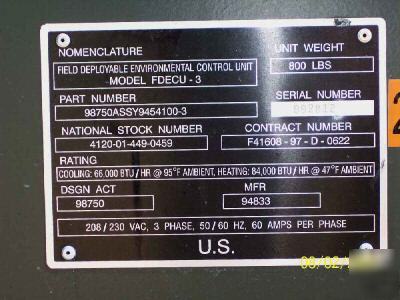 NOMENCLATURE
FIELD DEPLOYABLE ENVIRONMENTAL CONTROL UNIT
MODEL FDECU - 3
UNIT WEIGHT
800 LBS
PART NUMBER
98750ASSY9454100-3
SERIAL NUMBER
NATIONAL STOCK NUMBER
4120-01-449-0459
CONTRACT NUMBER
F41608 - 97 - D - 0622
RATING
COOLING: 66,000 BTU / HR @ 95°F AMBIENT, HEATING: 84,000 BTU / HR @ 47°F AMBIENT
DSGN ACT
98750
MFR
94833
208 / 230 VAC, 3 PHASE, 50 / 60 HZ, 60 AMPS PER PHASE
U.S.
2